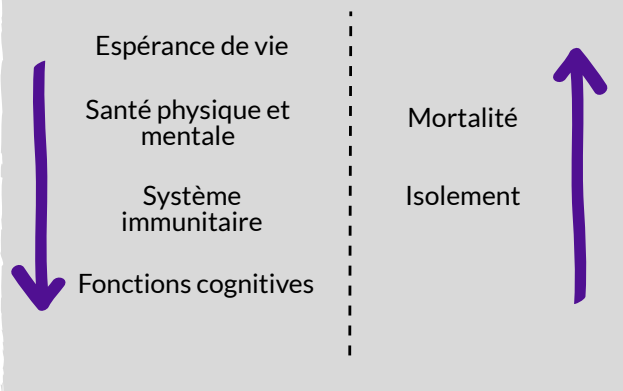 Espérance de vie
Santé physique et
mentale
Système
immunitaire
Fonctions cognitives
Mortalité
Isolement